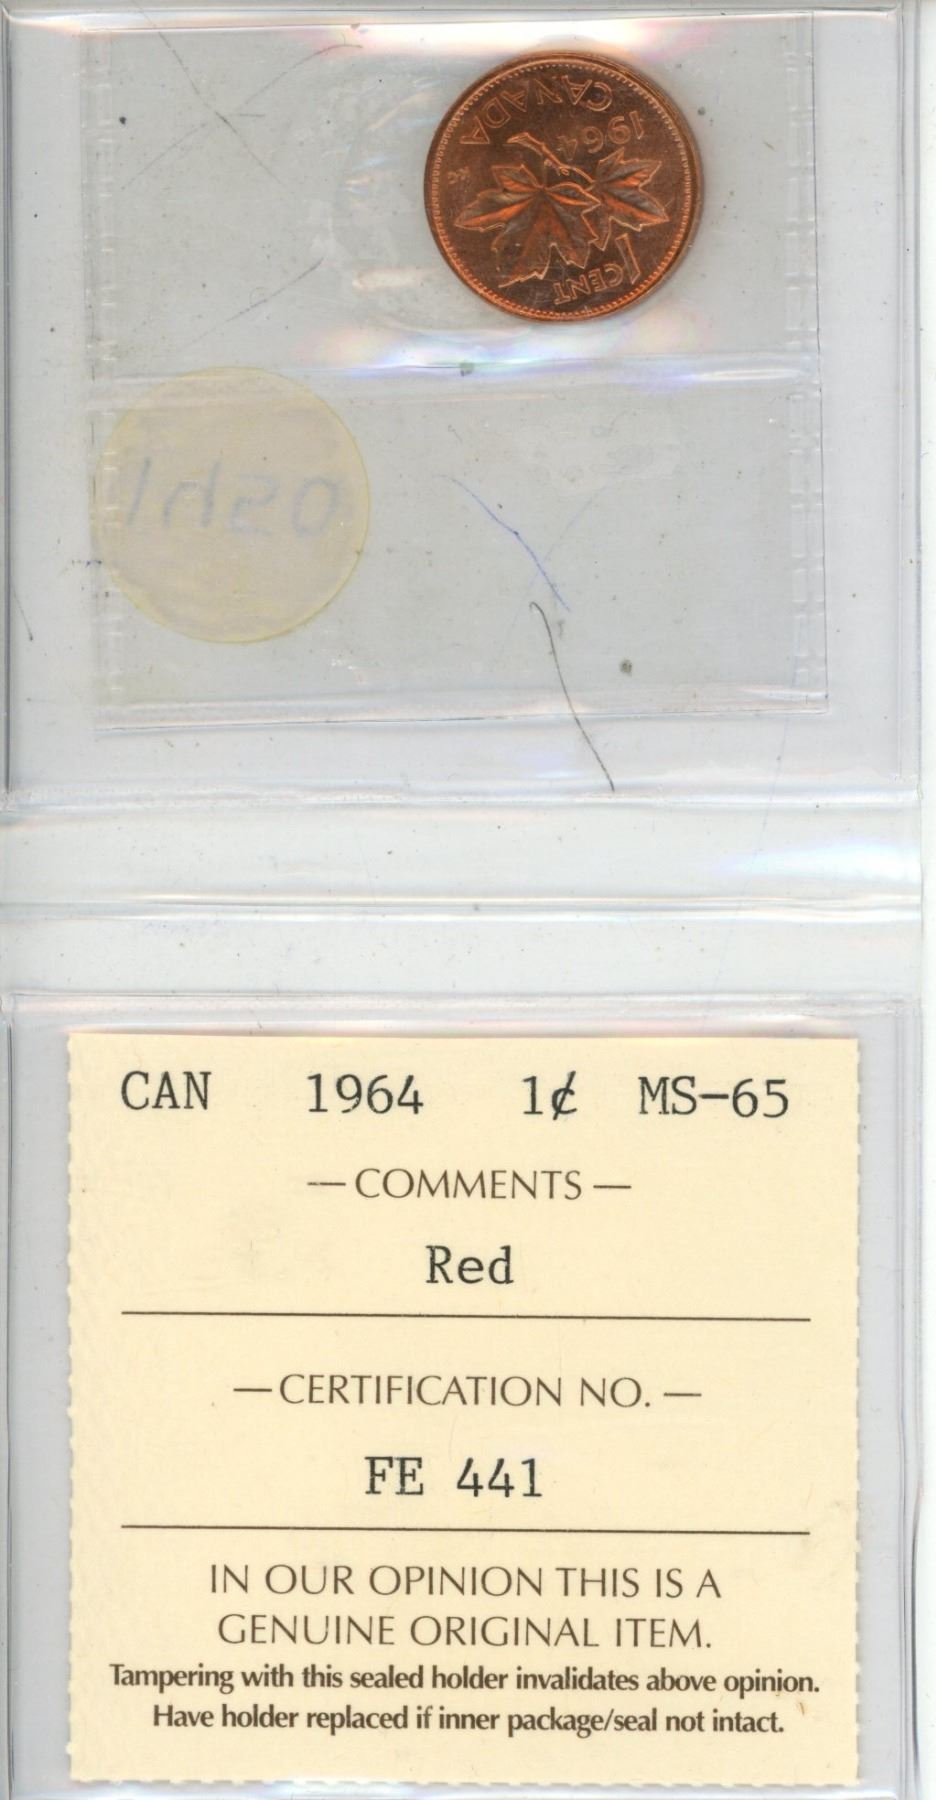 CANADA
1964
KG
1 CENT
CAN 1964 1¢ MS-65
— COMMENTS —
Red
— CERTIFICATION NO. —
FE 441
IN OUR OPINION THIS IS A
GENUINE ORIGINAL ITEM.
Tampering with this sealed holder invalidates above opinion.
Have holder replaced if inner package/seal not intact.